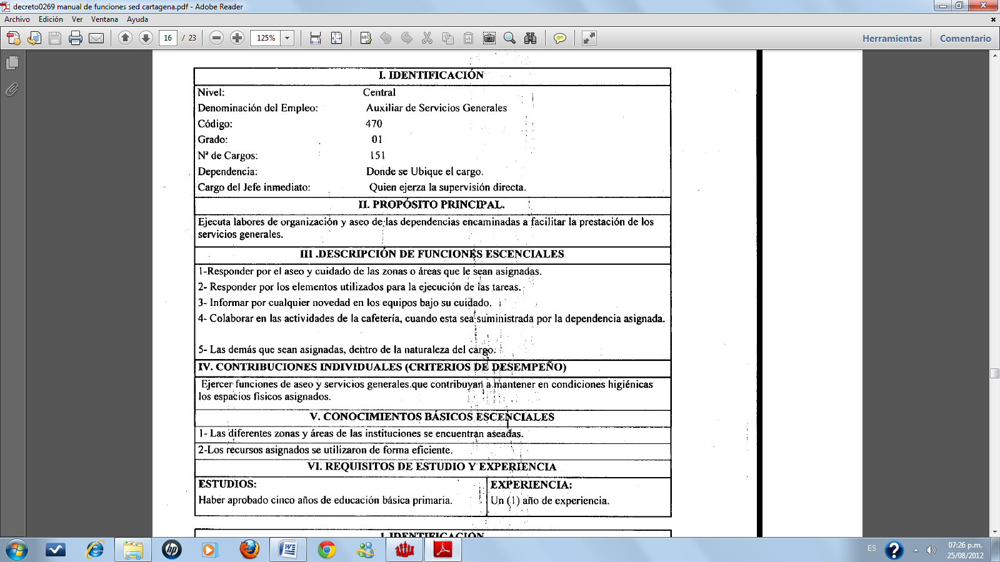 decreto0269 manual de funciones sed cartagena.pdf - Adobe Reader
Archivo Edición Ver Ventana Ayuda
16 / 23 125% Herramientas Comentario
I. IDENTIFICACIÓN
Nivel: Central
Denominación del Empleo: Auxiliar de Servicios Generales
Código: 470
Grado: 01
Nª de Cargos: 151
Dependencia: Donde se Ubique el cargo.
Cargo del Jefe inmediato: Quien ejerza la supervisión directa.
II. PROPÓSITO PRINCIPAL.
Ejecuta labores de organización y aseo de las dependencias encaminadas a facilitar la prestación de los
servicios generales.
III .DESCRIPCIÓN DE FUNCIONES ESCENCIALES
1-Responder por el aseo y cuidado de las zonas o áreas que le sean asignadas.
2- Responder por los elementos utilizados para la ejecución de las tareas.
3- Informar por cualquier novedad en los equipos bajo su cuidado.
4- Colaborar en las actividades de la cafetería, cuando esta sea suministrada por la dependencia asignada.
5- Las demás que sean asignadas, dentro de la naturaleza del cargo.
IV. CONTRIBUCIONES INDIVIDUALES (CRITERIOS DE DESEMPEÑO)
Ejercer funciones de aseo y servicios generales que contribuyan a mantener en condiciones higiénicas
los espacios físicos asignados.
V. CONOCIMIENTOS BÁSICOS ESCENCIALES
1- Las diferentes zonas y áreas de las instituciones se encuentran aseadas.
2-Los recursos asignados se utilizaron de forma eficiente.
VI. REQUISITOS DE ESTUDIO Y EXPERIENCIA
ESTUDIOS: EXPERIENCIA:
Haber aprobado cinco años de educación básica primaria. Un (1) año de experiencia.
I IDENTIFICACIÓN
ES 07:26 p.m.
25/08/2012